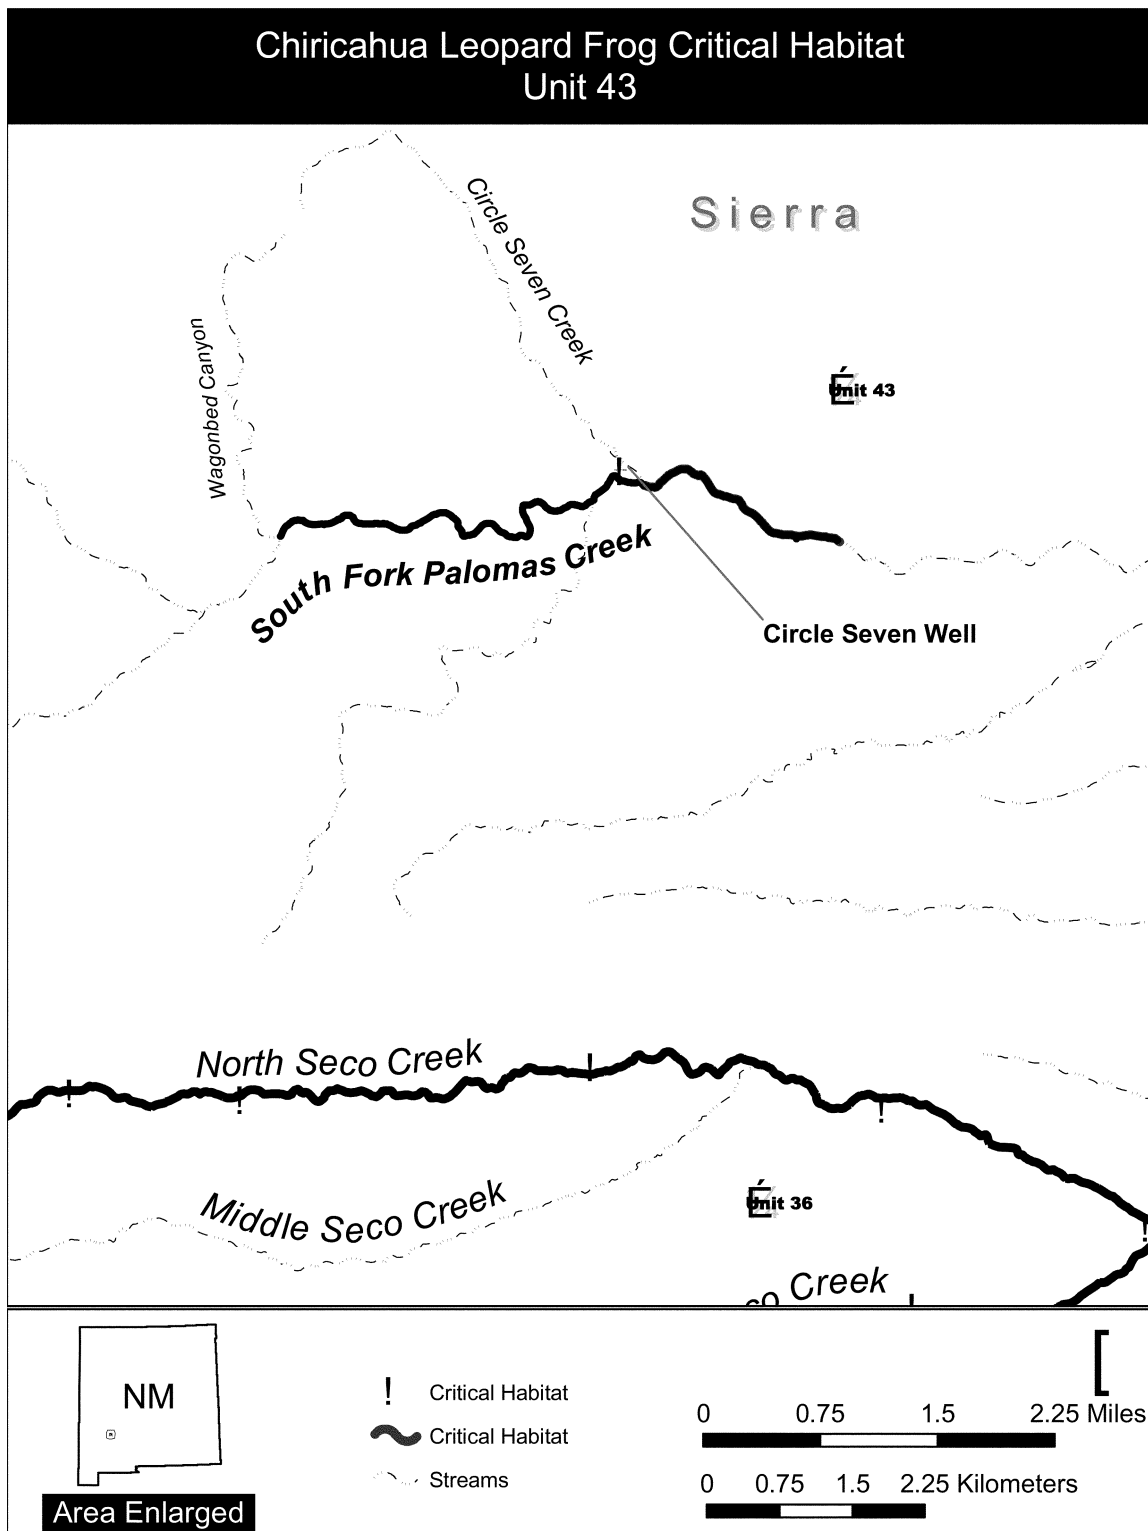 Chiricahua Leopard Frog Critical Habitat
Unit 43
Sierra
Circle Seven Creek
Wagonbed Canyon
Unit 43
South Fork Palomas Creek
Circle Seven Well
North Seco Creek
Middle Seco Creek
Unit 36
Creek
NM
Area Enlarged
! Critical Habitat
Critical Habitat
Streams
[
0 0.75 1.5 2.25 Miles
0 0.75 1.5 2.25 Kilometers